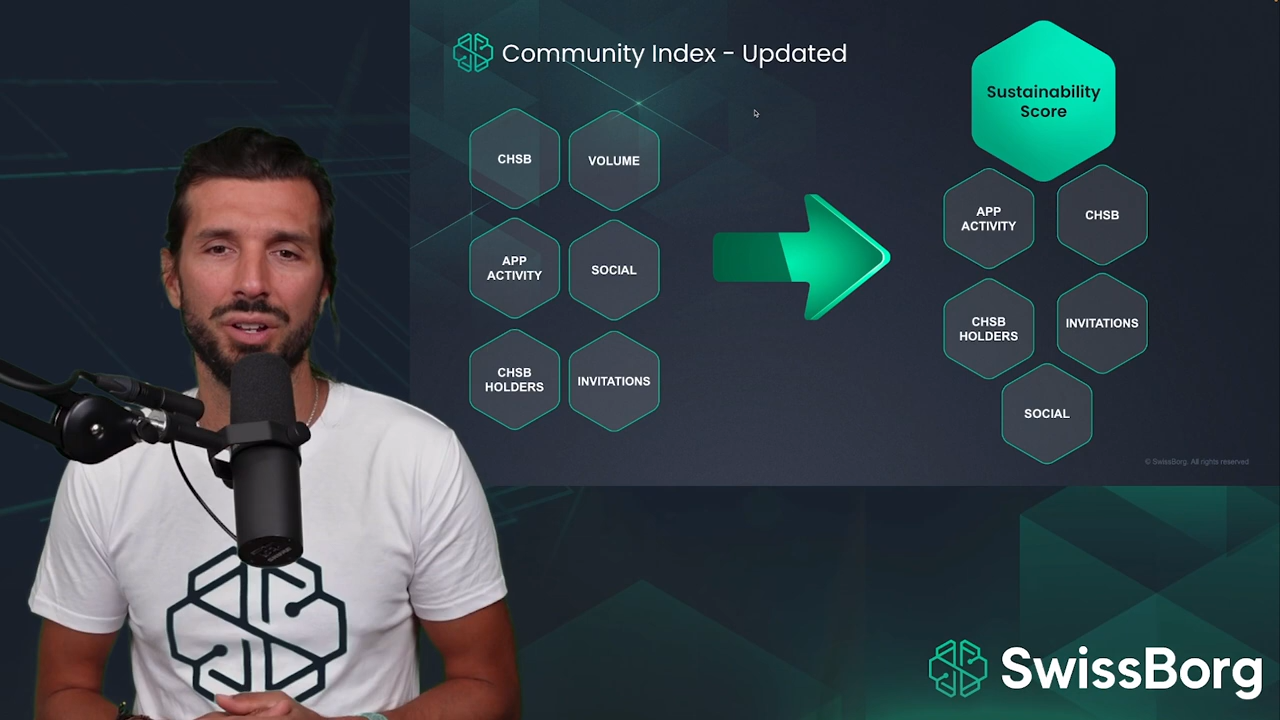 Community Index - Updated
CHSB
VOLUME
APP
ACTIVITY
SOCIAL
CHSB
HOLDERS
INVITATIONS
Sustainability
Score
APP
ACTIVITY
CHSB
CHSB
HOLDERS
INVITATIONS
SOCIAL
© SwissBorg. All rights reserved
SwissBorg